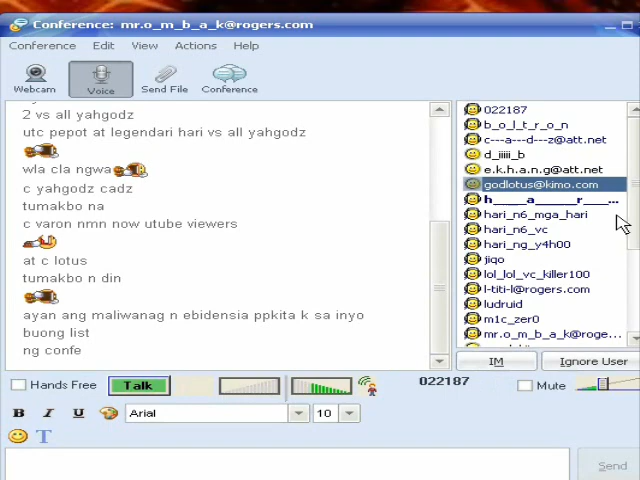 Conference: mr.o_m_b_a_k@rogers.com
Conference Edit View Actions Help
Webcam Voice Send File Conference
2 vs all yahgodz
utc pepot at legendari hari vs all yahgodz
wla cla ngwa
c yahgodz cadz
tumakbo na
c varon nmn now utube viewers
at c lotus
tumakbo n din
ayan ang maliwanag n ebidensia ppkita k sa inyo
buong list
ng confe
022187
b_o_l_t_r_o_n
c---a---d---z@att.net
d_iiiii_b
e.k.h.a.n.g@att.net
godlotus@kimo.com
h____a______r____...
hari_n6_mga_hari
hari_n6_vc
hari_ng_y4h00
jiqo
lol_lol_vc_killer100
l-titi-l@rogers.com
ludruid
m1c_zer0
mr.o_m_b_a_k@roge...
IM Ignore User
Hands Free Talk 022187 Mute
B I U Arial 10
T
Send